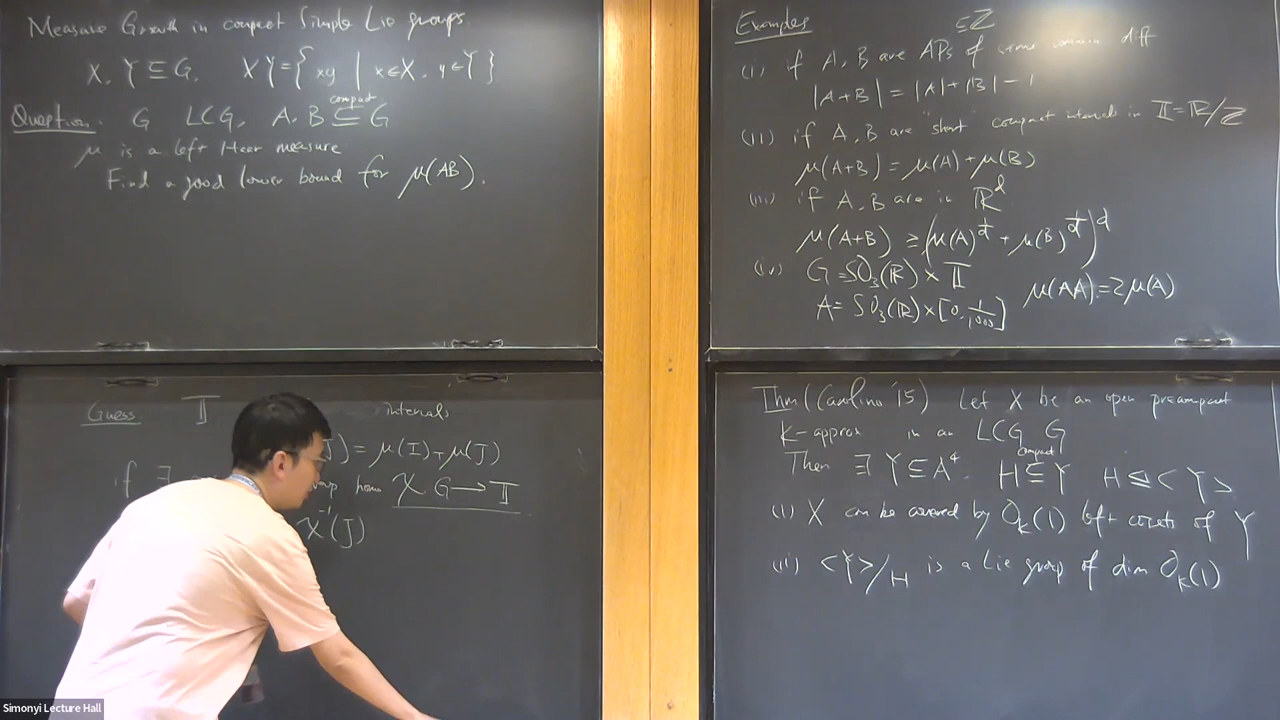 Measure Growth in compact Simple Lie groups.
X, Y ⊆ G. XY = { xy | x∈X, y∈Y }
Question. G LCG, A, B ⊆ G
compact
μ is a left Haar measure
Find a good lower bound for μ(AB).
Guess. 𝕋 intervals
J) = μ(I) + μ(J)
if ∃ χ G → 𝕋
χ⁻¹(J)
Examples
⊆ Z
(i) if A, B are APs of same common diff
|A+B| = |A| + |B| − 1
(ii) if A, B are "short" compact intervals in 𝕋 = ℝ/Z
μ(A+B) = μ(A) + μ(B)
(iii) if A, B are in ℝ^d
μ(A+B) ≥ (μ(A)^{1/d} + μ(B)^{1/d})^d
(iv) G = SO₃(ℝ) × 𝕋
A = SO₃(ℝ) × [0, 1/1000] μ(AA) = 2μ(A)
Thm (Carolino '15) Let X be an open precompact
K-approx in an LCG G
Then ∃ Y ⊆ A⁴. H ⊆ Y H ⊴ < Y >
compact
(i) X can be covered by O_K(1) left cosets of Y
(ii) <Y>/H is a Lie group of dim O_K(1)
Simonyi Lecture Hall